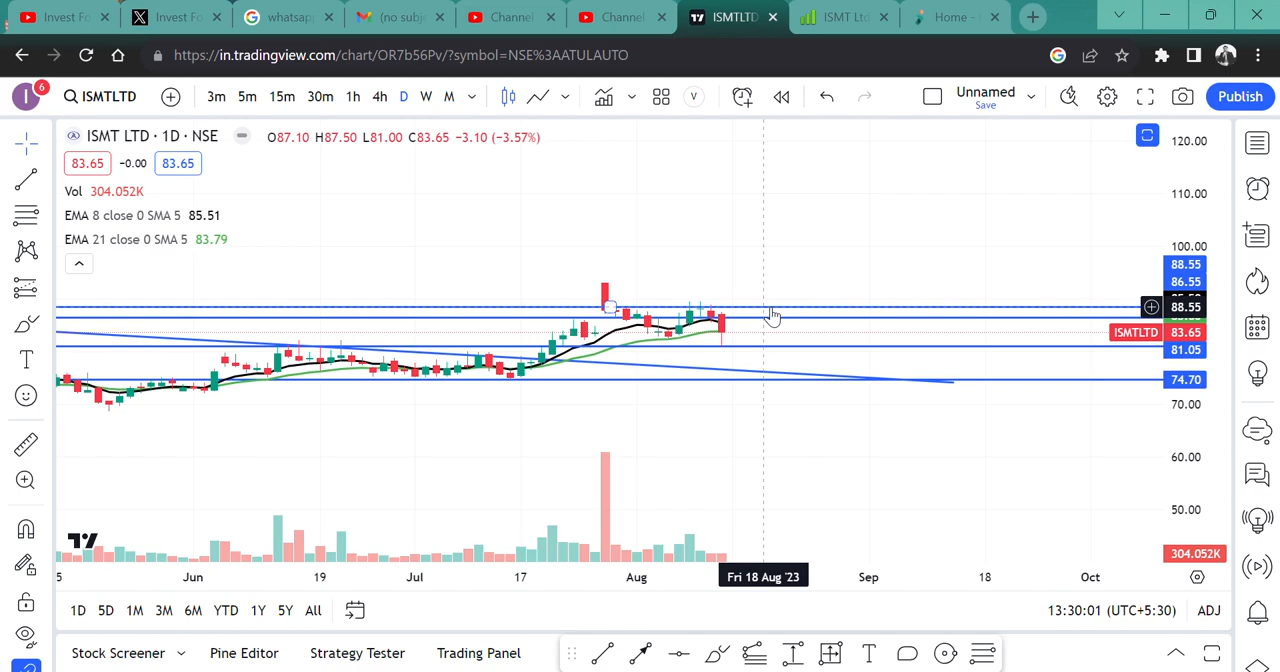 Invest Fo
Invest Fo
whatsap
(no subj
Channel
Channel
ISMTLTD
ISMT Ltd
Home -
https://in.tradingview.com/chart/OR7b56Pv/?symbol=NSE%3AATULAUTO
I
6
ISMTLTD
3m 5m 15m 30m 1h 4h D W M
V
Unnamed
Save
Publish
ISMT LTD · 1D · NSE
O87.10 H87.50 L81.00 C83.65 −3.10 (−3.57%)
83.65 −0.00 83.65
Vol 304.052K
EMA 8 close 0 SMA 5 85.51
EMA 21 close 0 SMA 5 83.79
120.00
110.00
100.00
88.55
86.55
88.55
ISMTLTD 83.65
81.05
74.70
70.00
60.00
50.00
304.052K
5 Jun 19 Jul 17 Aug Fri 18 Aug '23 Sep 18 Oct
1D 5D 1M 3M 6M YTD 1Y 5Y All
13:30:01 (UTC+5:30) ADJ
Stock Screener Pine Editor Strategy Tester Trading Panel